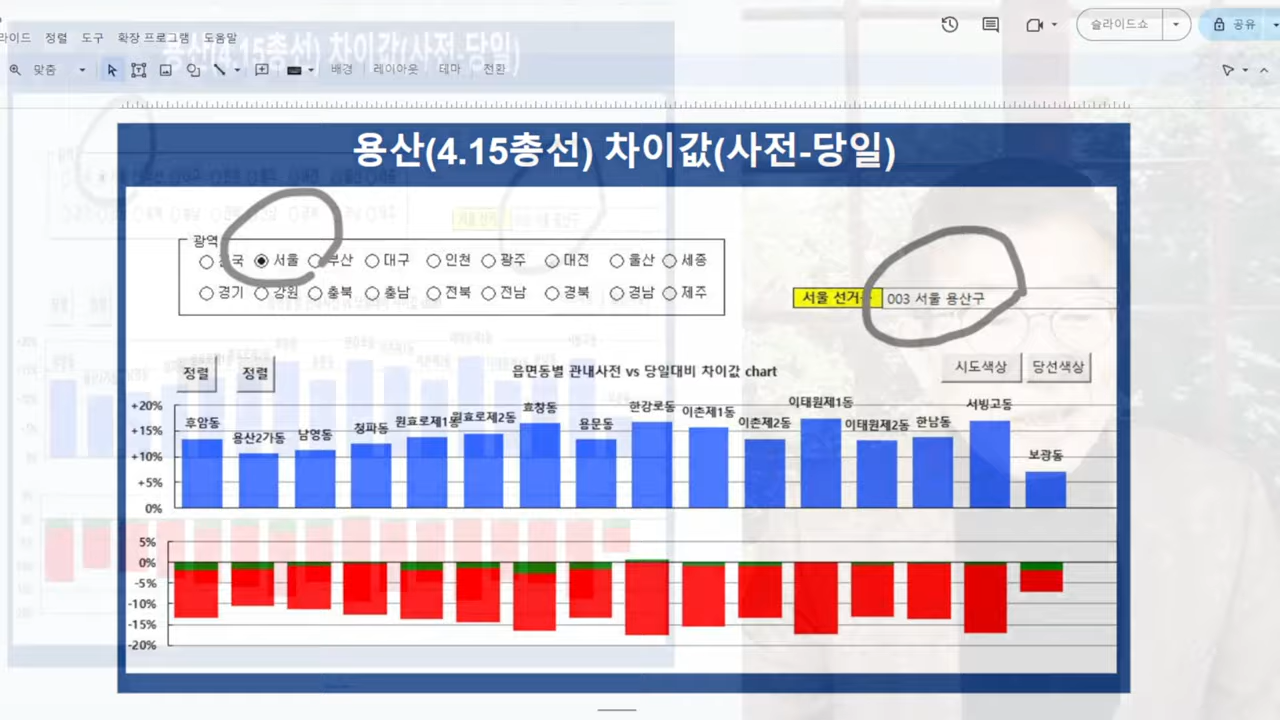 슬라이드쇼 공유
라이드 정렬 도구 확장 프로그램 도움말
맞춤 배경 레이아웃 테마 전환
용산(4.15총선) 차이값(사전-당일)
광역
서울 부산 대구 인천 광주 대전 울산 세종
경기 강원 충북 충남 전북 전남 경북 경남 제주
서울 선거 003 서울 용산구
정렬 정렬 읍면동별 관내사전 vs 당일대비 차이값 chart 시도색상 당선색상
+20%
+15%
+10%
+5%
0%
후암동 용산2가동 남영동 청파동 원효로제1동 원효로제2동 효창동 용문동 한강로동 이촌제1동 이촌제2동 이태원제1동 이태원제2동 한남동 서빙고동 보광동
5%
0%
-5%
-10%
-15%
-20%